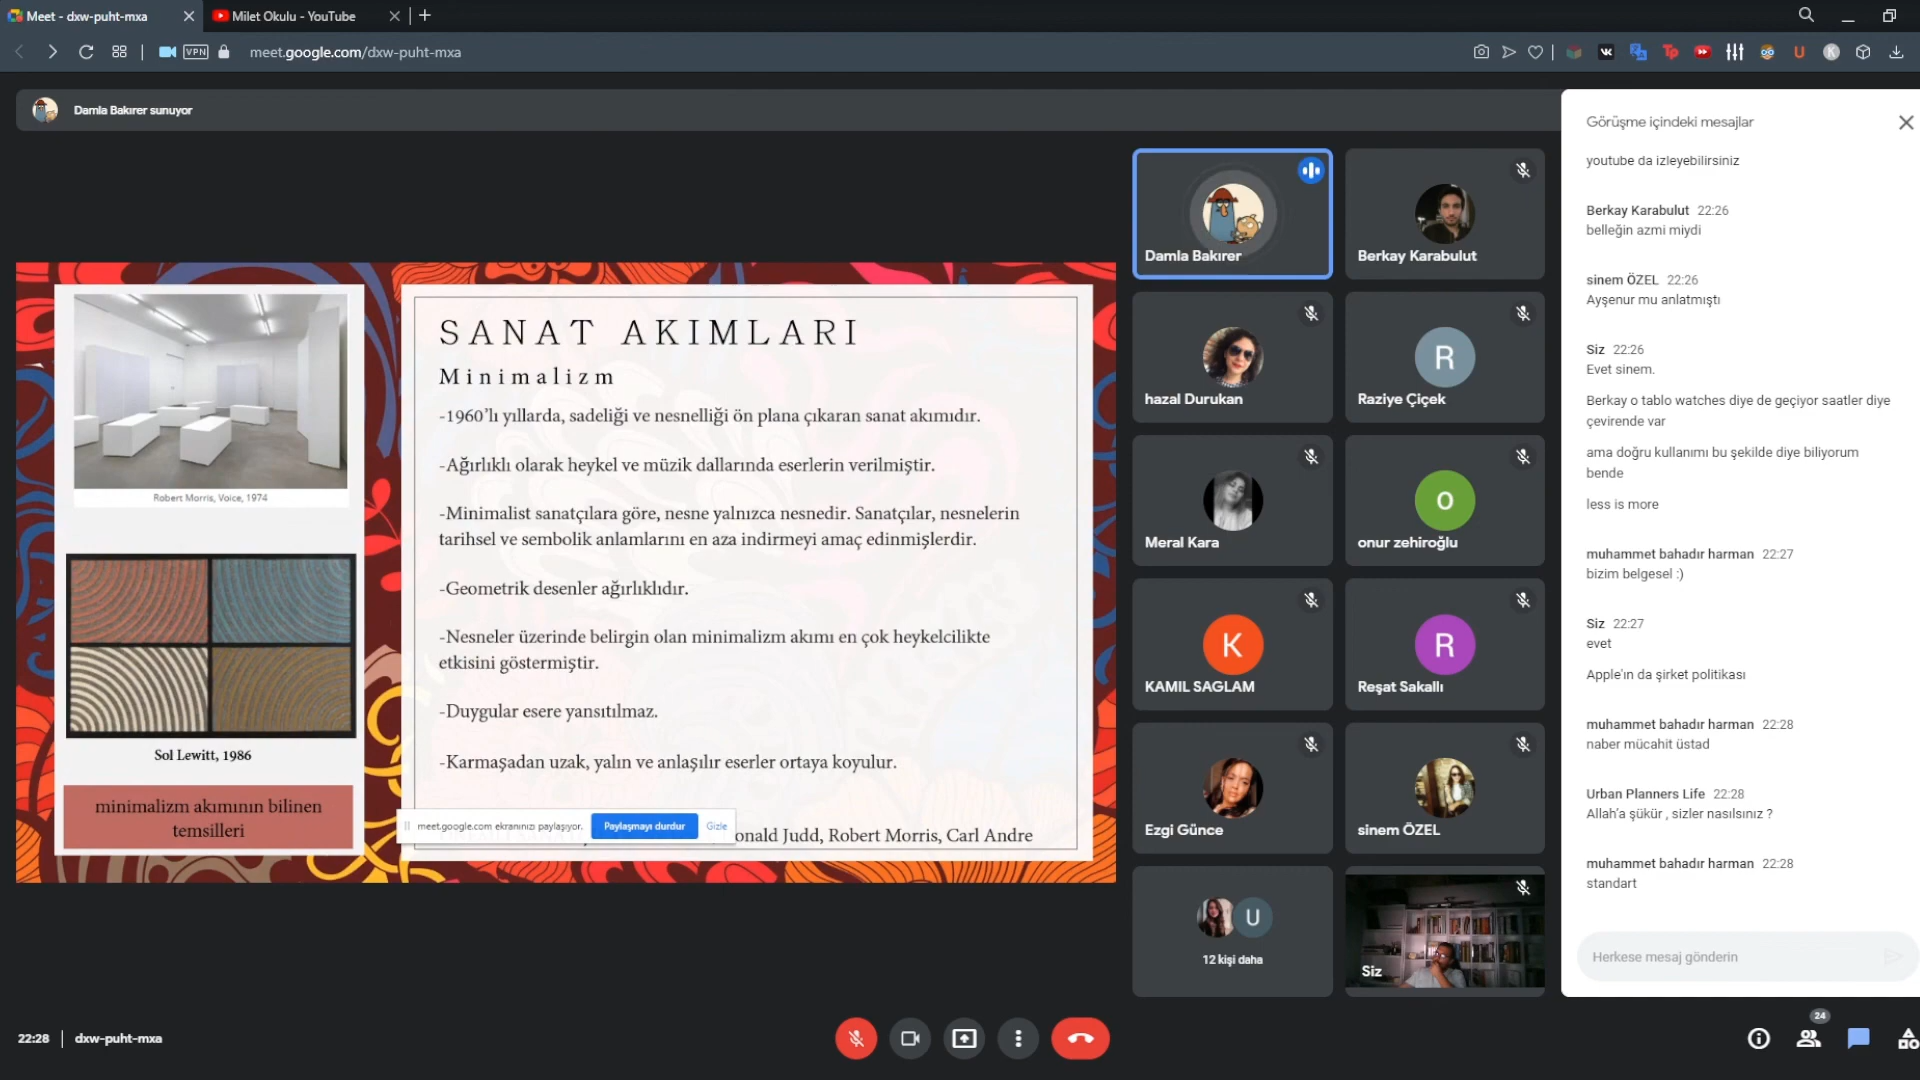 Meet - dxw-puht-mxa
Milet Okulu - YouTube
VPN
meet.google.com/dxw-puht-mxa
Damla Bakırer sunuyor
SANAT AKIMLARI
Minimalizm
-1960'lı yıllarda, sadeliği ve nesnelliği ön plana çıkaran sanat akımıdır.
-Ağırlıklı olarak heykel ve müzik dallarında eserlerin verilmiştir.
-Minimalist sanatçılara göre, nesne yalnızca nesnedir. Sanatçılar, nesnelerin
tarihsel ve sembolik anlamlarını en aza indirmeyi amaç edinmişlerdir.
-Geometrik desenler ağırlıklıdır.
-Nesneler üzerinde belirgin olan minimalizm akımı en çok heykelcilikte
etkisini göstermiştir.
-Duygular esere yansıtılmaz.
-Karmaşadan uzak, yalın ve anlaşılır eserler ortaya koyulur.
onald Judd, Robert Morris, Carl Andre
Robert Morris, Voice, 1974
Sol Lewitt, 1986
minimalizm akımının bilinen
temsilleri
meet.google.com ekranınızı paylaşıyor.
Paylaşmayı durdur
Gizle
Damla Bakırer
Berkay Karabulut
hazal Durukan
R
Raziye Çiçek
Meral Kara
o
onur zehiroğlu
K
KAMIL SAGLAM
R
Reşat Sakallı
Ezgi Günce
sinem ÖZEL
U
12 kişi daha
Siz
Görüşme içindeki mesajlar
youtube da izleyebilirsiniz
Berkay Karabulut 22:26
belleğin azmi miydi
sinem ÖZEL 22:26
Ayşenur mu anlatmıştı
Siz 22:26
Evet sinem.
Berkay o tablo watches diye de geçiyor saatler diye
çevirende var
ama doğru kullanımı bu şekilde diye biliyorum
bende
less is more
muhammet bahadır harman 22:27
bizim belgesel :)
Siz 22:27
evet
Apple'ın da şirket politikası
muhammet bahadır harman 22:28
naber mücahit üstad
Urban Planners Life 22:28
Allah'a şükür , sizler nasılsınız ?
muhammet bahadır harman 22:28
standart
Herkese mesaj gönderin
22:28
dxw-puht-mxa
24